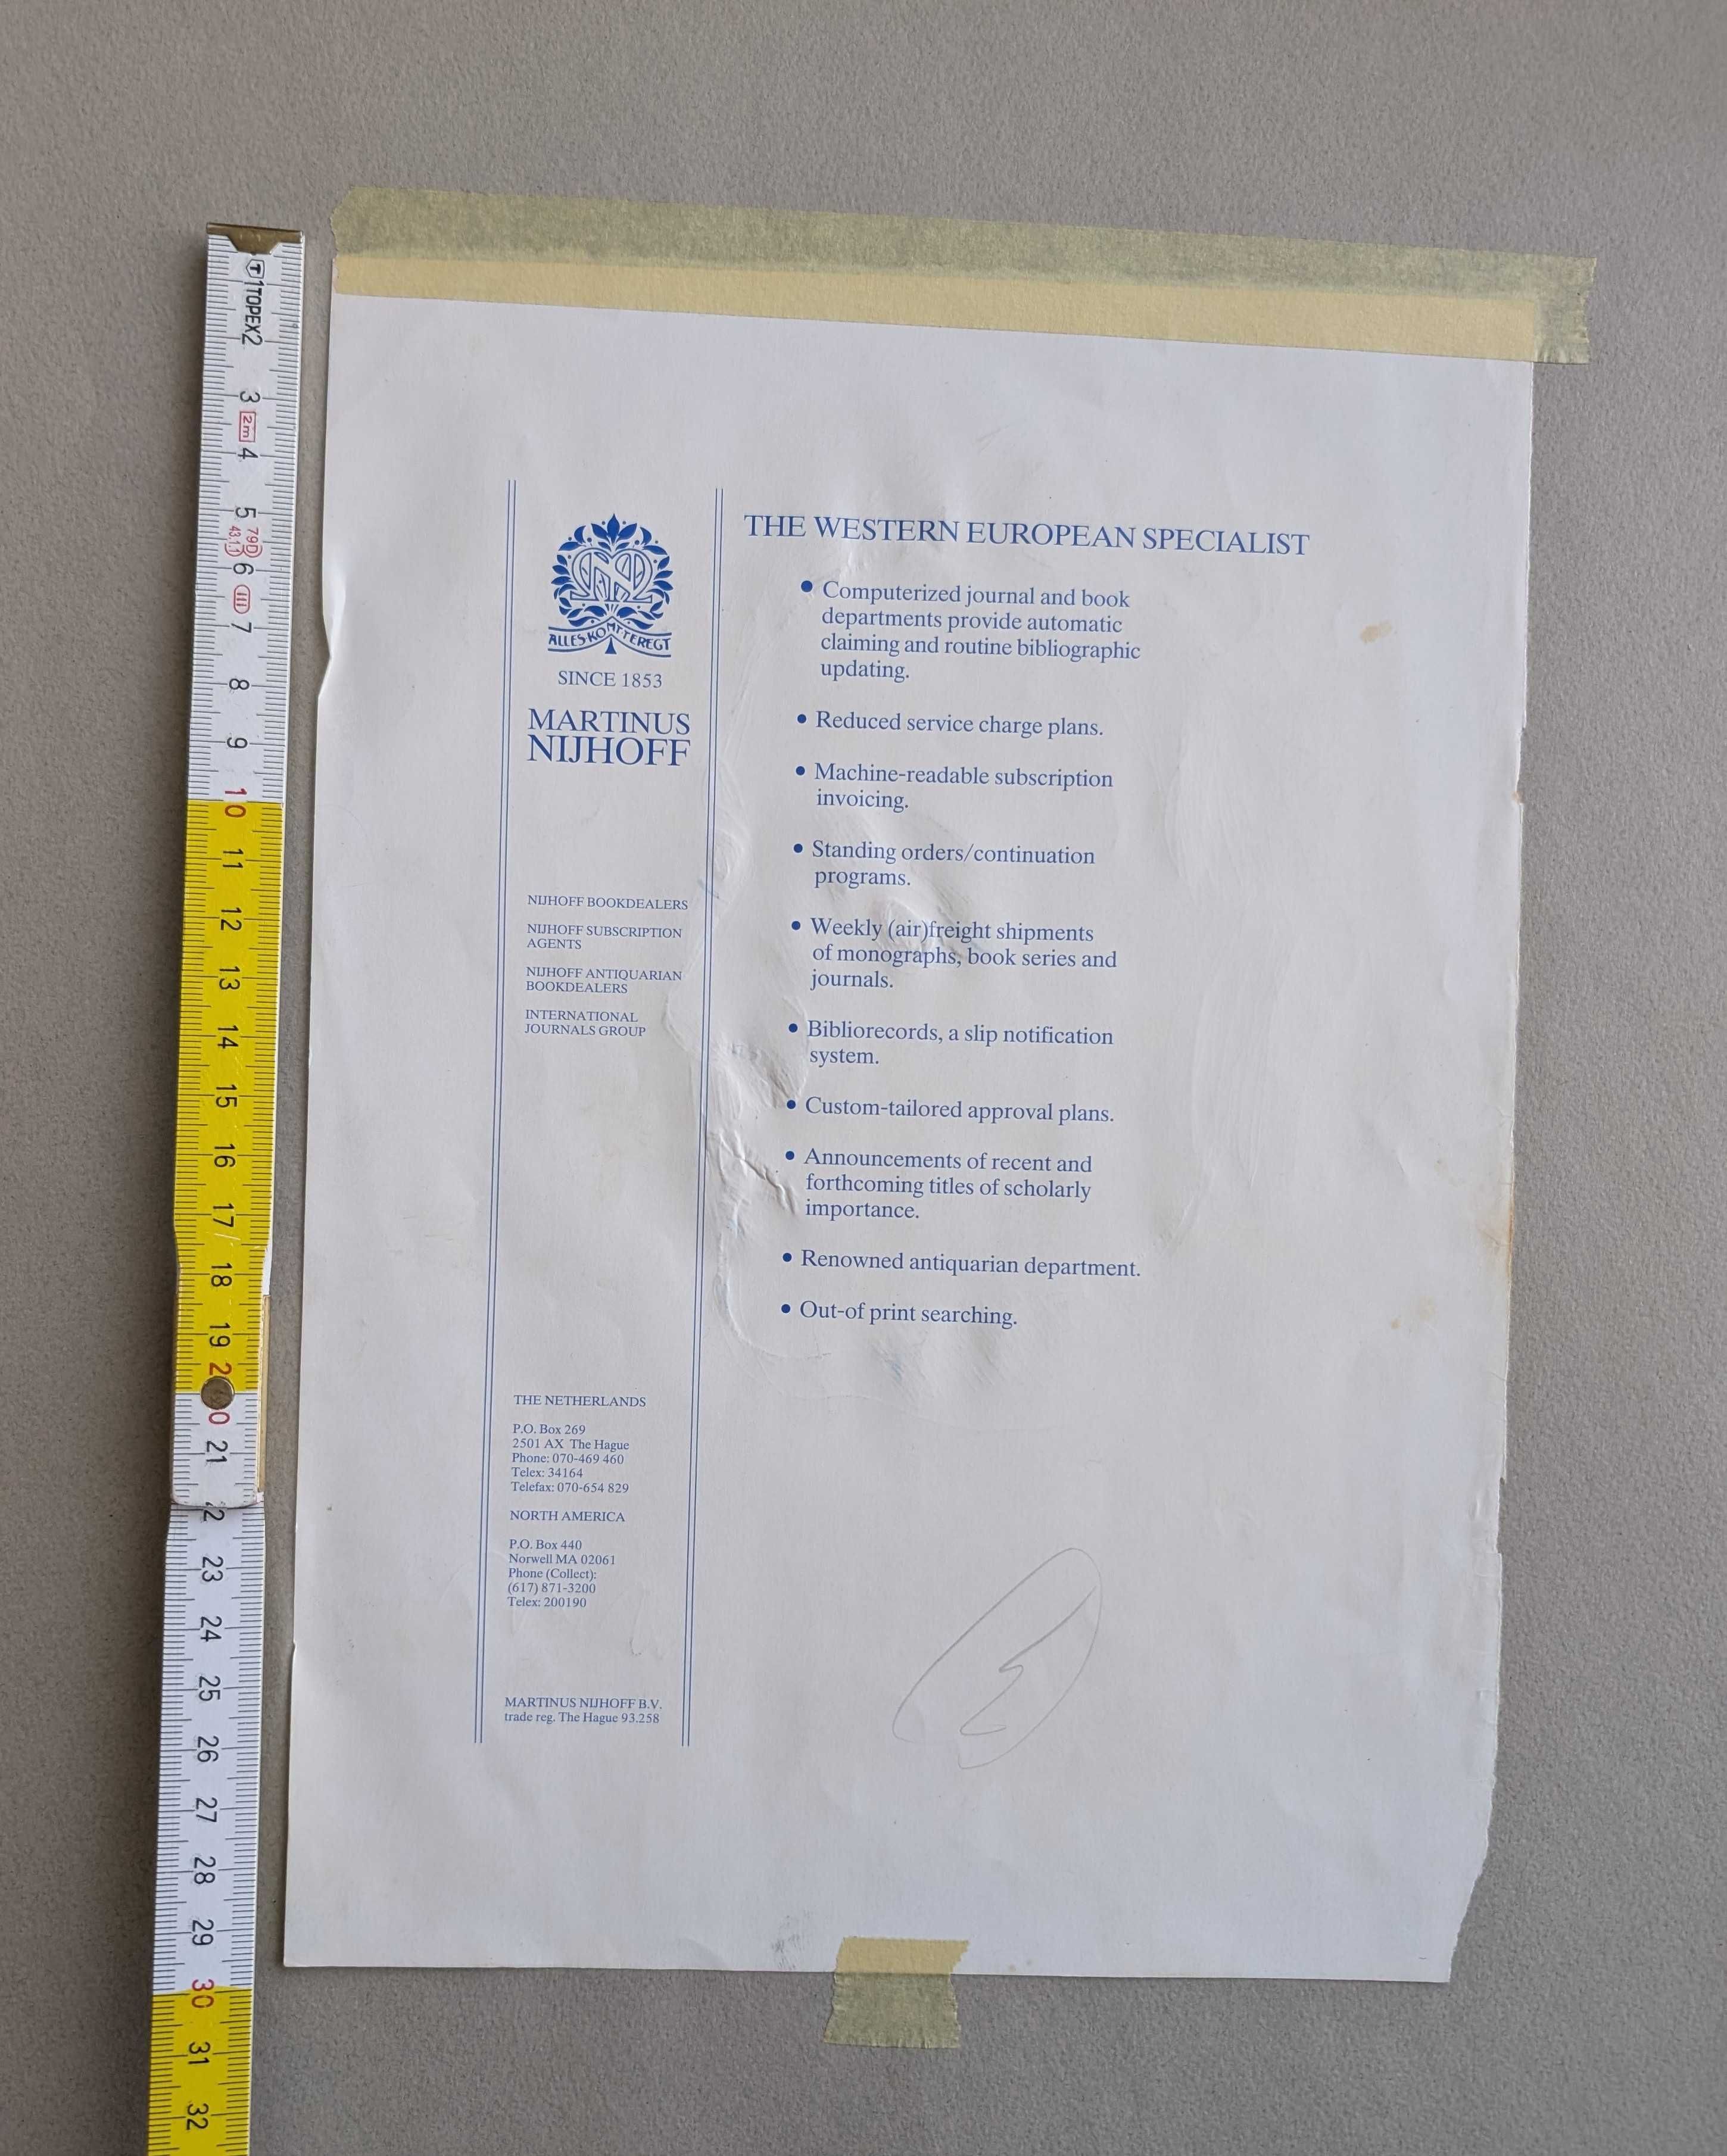 1TOPEX2
3
2m
4
5
6
III
7
8
9
10
11
12
13
14
15
16
17
18
19
20
21
23
24
25
26
27
28
29
30
31
32
ALLES KOMT TEREGT
SINCE 1853
MARTINUS
NIJHOFF
NIJHOFF BOOKDEALERS
NIJHOFF SUBSCRIPTION
AGENTS
NIJHOFF ANTIQUARIAN
BOOKDEALERS
INTERNATIONAL
JOURNALS GROUP
THE NETHERLANDS
P.O. Box 269
2501 AX The Hague
Phone: 070-469 460
Telex: 34164
Telefax: 070-654 829
NORTH AMERICA
P.O. Box 440
Norwell MA 02061
Phone (Collect):
(617) 871-3200
Telex: 200190
MARTINUS NIJHOFF B.V.
trade reg. The Hague 93.258
THE WESTERN EUROPEAN SPECIALIST
• Computerized journal and book
departments provide automatic
claiming and routine bibliographic
updating.
• Reduced service charge plans.
• Machine-readable subscription
invoicing.
• Standing orders/continuation
programs.
• Weekly (air)freight shipments
of monographs, book series and
journals.
• Bibliorecords, a slip notification
system.
• Custom-tailored approval plans.
• Announcements of recent and
forthcoming titles of scholarly
importance.
• Renowned antiquarian department.
• Out-of print searching.